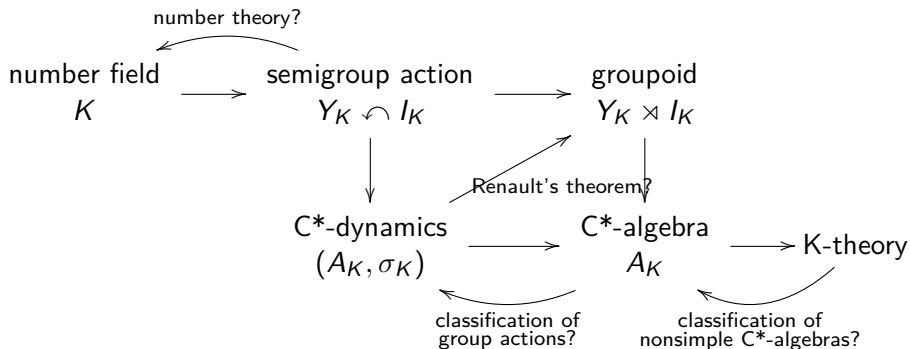 number theory?
number field semigroup action groupoid
K Y_K ↶ I_K Y_K ⋊ I_K
Renault's theorem?
C*-dynamics C*-algebra
(A_K, σ_K) A_K K-theory
classification of classification of
group actions? nonsimple C*-algebras?